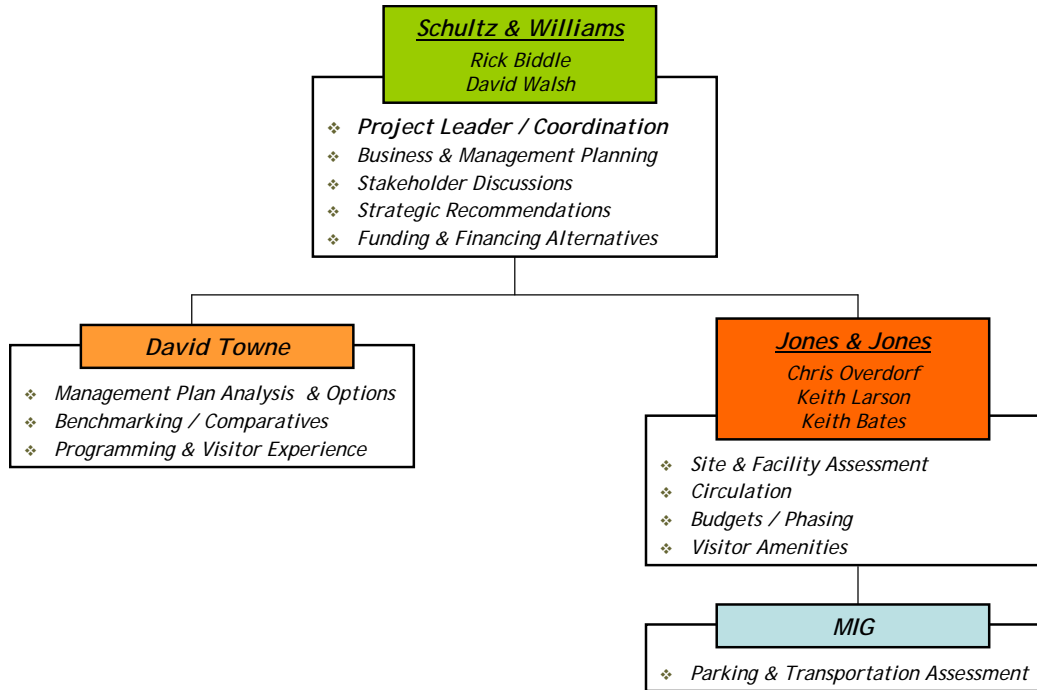 Schultz & Williams
Rick Biddle
David Walsh
❖ Project Leader / Coordination
❖ Business & Management Planning
❖ Stakeholder Discussions
❖ Strategic Recommendations
❖ Funding & Financing Alternatives
David Towne
❖ Management Plan Analysis & Options
❖ Benchmarking / Comparatives
❖ Programming & Visitor Experience
Jones & Jones
Chris Overdorf
Keith Larson
Keith Bates
❖ Site & Facility Assessment
❖ Circulation
❖ Budgets / Phasing
❖ Visitor Amenities
MIG
❖ Parking & Transportation Assessment